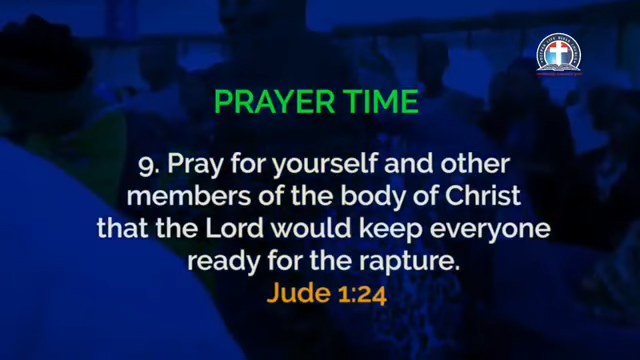 PRAYER TIME
9. Pray for yourself and other
members of the body of Christ
that the Lord would keep everyone
ready for the rapture.
Jude 1:24